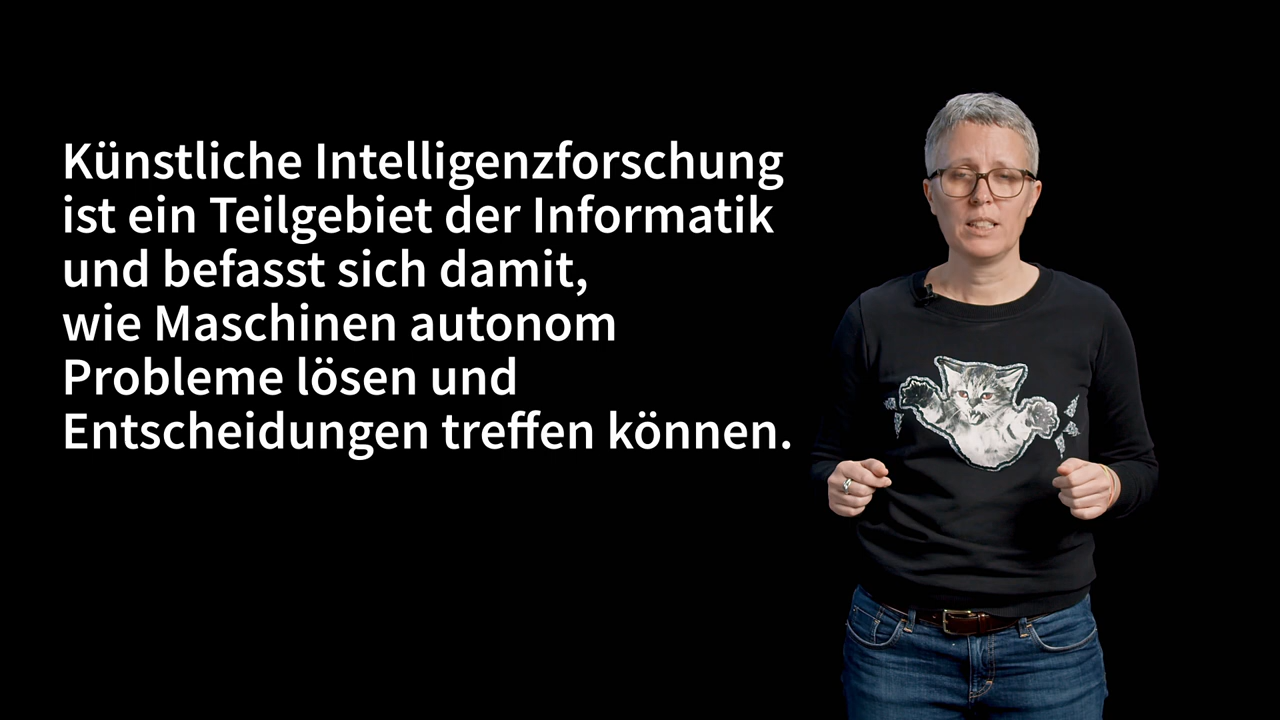 Künstliche Intelligenzforschung
ist ein Teilgebiet der Informatik
und befasst sich damit,
wie Maschinen autonom
Probleme lösen und
Entscheidungen treffen können.